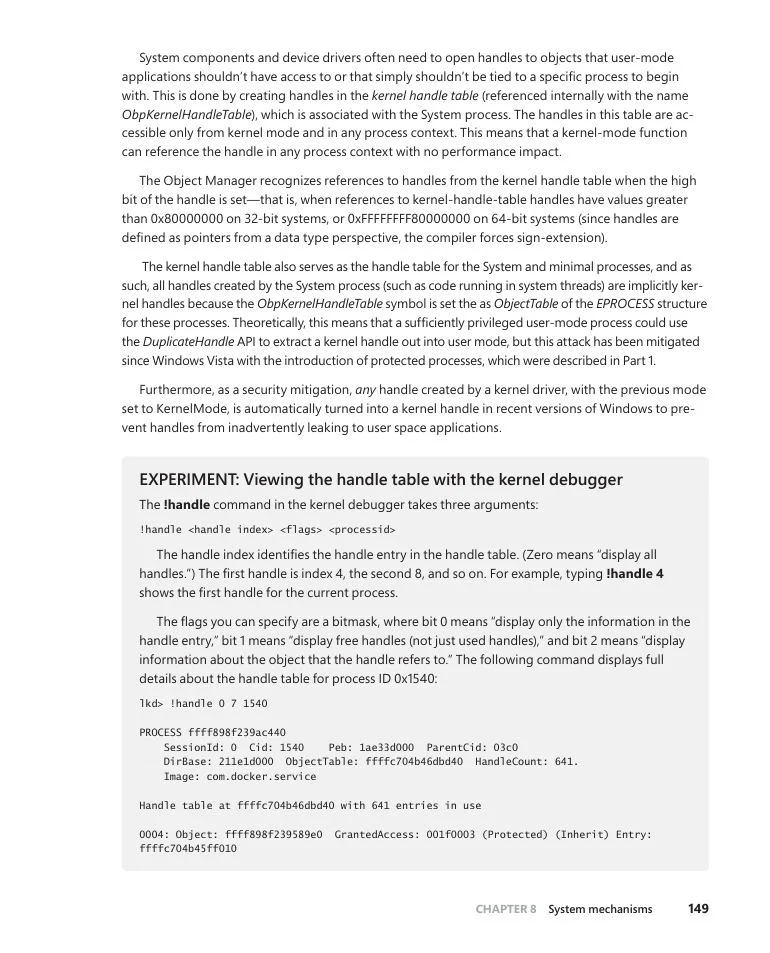 System components and device drivers often need to open handles to objects that user-mode
applications shouldn’t have access to or that simply shouldn’t be tied to a specific process to begin
with. This is done by creating handles in the kernel handle table (referenced internally with the name
ObpKernelHandleTable), which is associated with the System process. The handles in this table are ac-
cessible only from kernel mode and in any process context. This means that a kernel-mode function
can reference the handle in any process context with no performance impact.
The Object Manager recognizes references to handles from the kernel handle table when the high
bit of the handle is set—that is, when references to kernel-handle-table handles have values greater
than 0x80000000 on 32-bit systems, or 0xFFFFFFFF80000000 on 64-bit systems (since handles are
defined as pointers from a data type perspective, the compiler forces sign-extension).
The kernel handle table also serves as the handle table for the System and minimal processes, and as
such, all handles created by the System process (such as code running in system threads) are implicitly ker-
nel handles because the ObpKernelHandleTable symbol is set the as ObjectTable of the EPROCESS structure
for these processes. Theoretically, this means that a sufficiently privileged user-mode process could use
the DuplicateHandle API to extract a kernel handle out into user mode, but this attack has been mitigated
since Windows Vista with the introduction of protected processes, which were described in Part 1.
Furthermore, as a security mitigation, any handle created by a kernel driver, with the previous mode
set to KernelMode, is automatically turned into a kernel handle in recent versions of Windows to pre-
vent handles from inadvertently leaking to user space applications.
EXPERIMENT: Viewing the handle table with the kernel debugger
The !handle command in the kernel debugger takes three arguments:
!handle <handle index> <flags> <processid>
The handle index identifies the handle entry in the handle table. (Zero means “display all
handles.”) The first handle is index 4, the second 8, and so on. For example, typing !handle 4
shows the first handle for the current process.
The flags you can specify are a bitmask, where bit 0 means “display only the information in the
handle entry,” bit 1 means “display free handles (not just used handles),” and bit 2 means “display
information about the object that the handle refers to.” The following command displays full
details about the handle table for process ID 0x1540:
lkd> !handle 0 7 1540
PROCESS ffff898f239ac440
SessionId: 0  Cid: 1540    Peb: 1ae33d000  ParentCid: 03c0
DirBase: 211e1d000  ObjectTable: ffffc704b46dbd40  HandleCount: 641.
Image: com.docker.service
Handle table at ffffc704b46dbd40 with 641 entries in use
0004: Object: ffff898f239589e0  GrantedAccess: 001f0003 (Protected) (Inherit) Entry:
ffffc704b45ff010
CHAPTER 8 System mechanisms 149